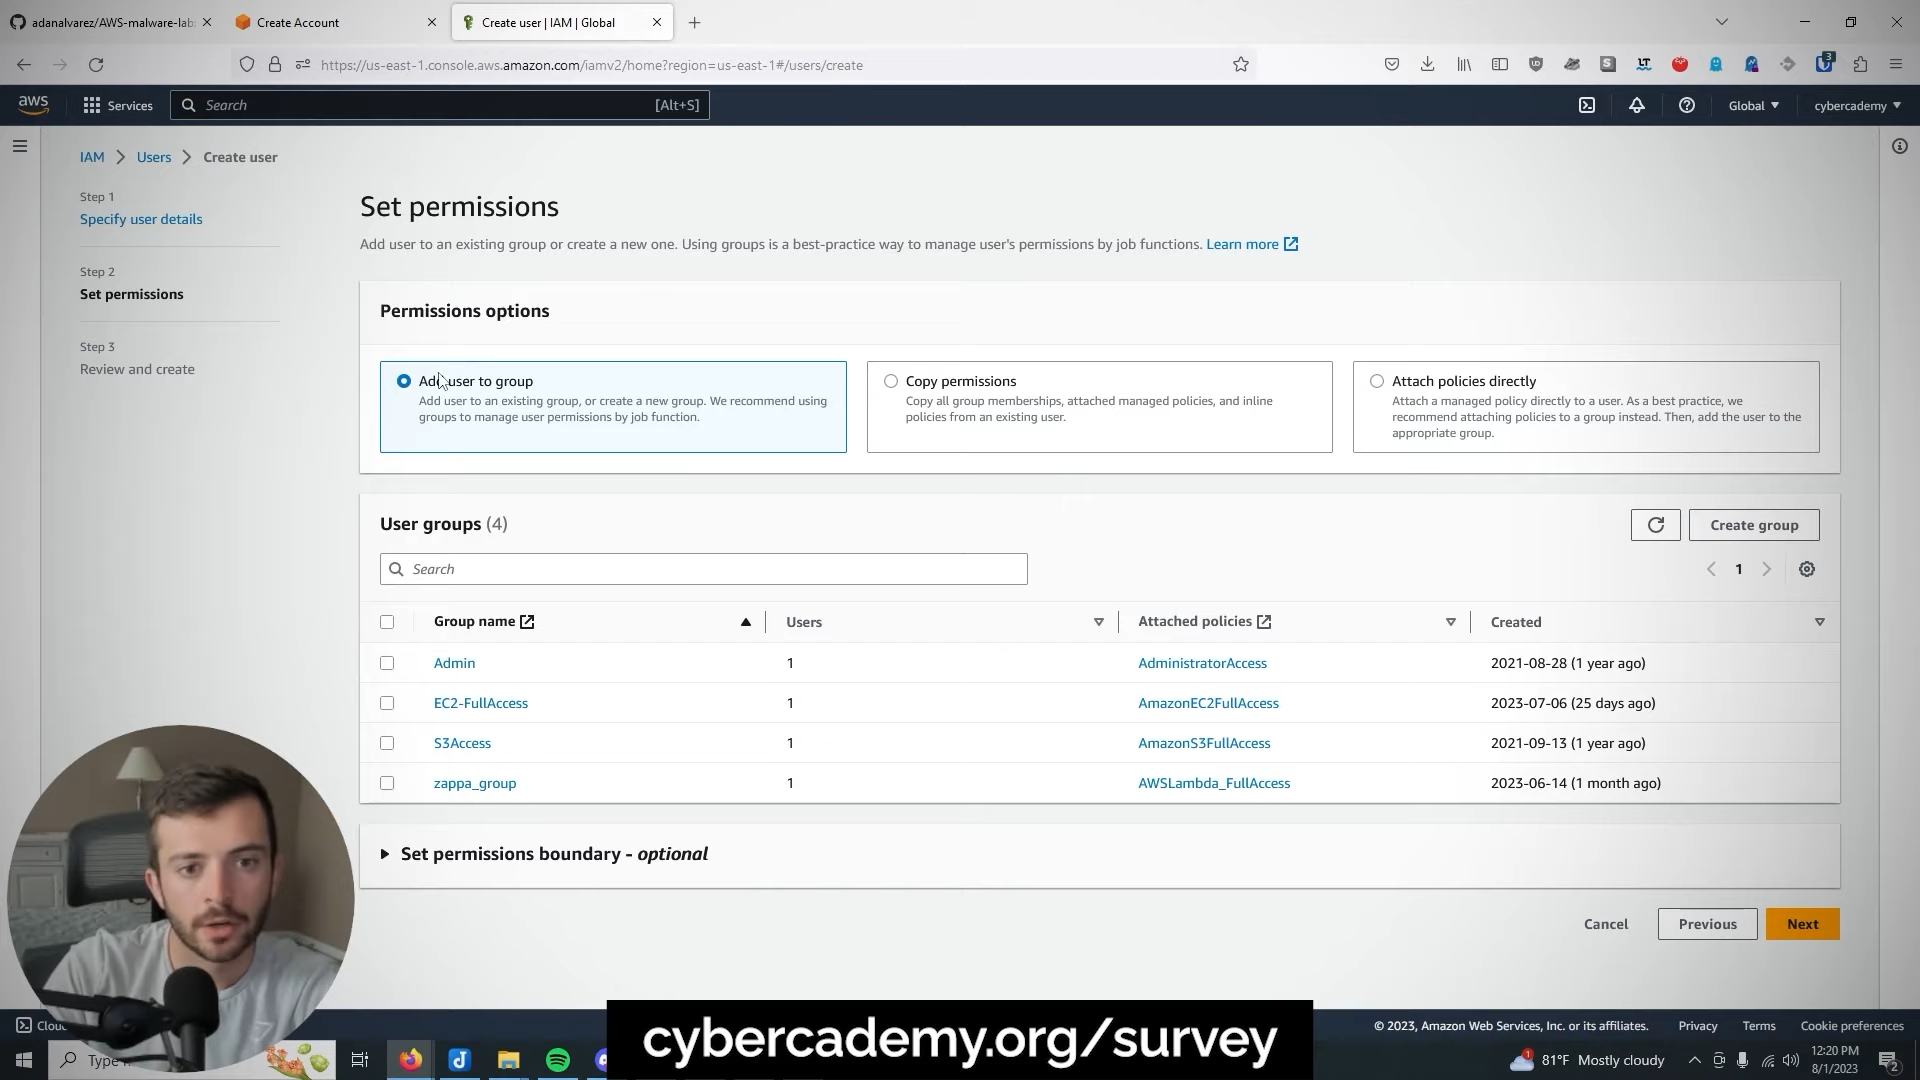 adanalvarez/AWS-malware-lab:
Create Account
Create user | IAM | Global
https://us-east-1.console.aws.amazon.com/iamv2/home?region=us-east-1#/users/create
aws
Services
Search
[Alt+S]
Global
cybercademy
IAM
Users
Create user
Step 1
Specify user details
Step 2
Set permissions
Step 3
Review and create
Set permissions
Add user to an existing group or create a new one. Using groups is a best-practice way to manage user's permissions by job functions. Learn more
Permissions options
Add user to group
Add user to an existing group, or create a new group. We recommend using
groups to manage user permissions by job function.
Copy permissions
Copy all group memberships, attached managed policies, and inline
policies from an existing user.
Attach policies directly
Attach a managed policy directly to a user. As a best practice, we
recommend attaching policies to a group instead. Then, add the user to the
appropriate group.
User groups (4)
Create group
Search
1
Group name Users Attached policies Created
Admin 1 AdministratorAccess 2021-08-28 (1 year ago)
EC2-FullAccess 1 AmazonEC2FullAccess 2023-07-06 (25 days ago)
S3Access 1 AmazonS3FullAccess 2021-09-13 (1 year ago)
zappa_group 1 AWSLambda_FullAccess 2023-06-14 (1 month ago)
Set permissions boundary - optional
Cancel
Previous
Next
© 2023, Amazon Web Services, Inc. or its affiliates.
Privacy
Terms
Cookie preferences
Type
cybercademy.org/survey
81°F Mostly cloudy
12:20 PM
8/1/2023